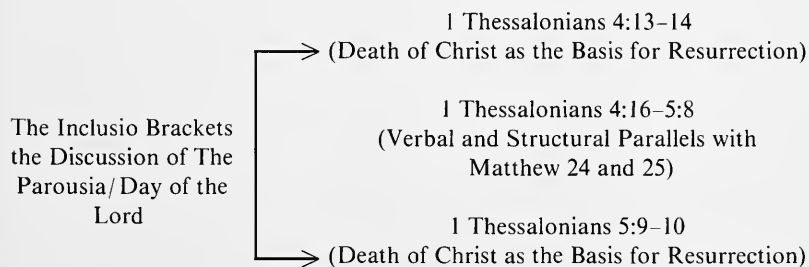 1 Thessalonians 4:13–14
(Death of Christ as the Basis for Resurrection)
1 Thessalonians 4:16–5:8
(Verbal and Structural Parallels with
Matthew 24 and 25)
The Inclusio Brackets
the Discussion of The
Parousia/Day of the
Lord
1 Thessalonians 5:9–10
(Death of Christ as the Basis for Resurrection)